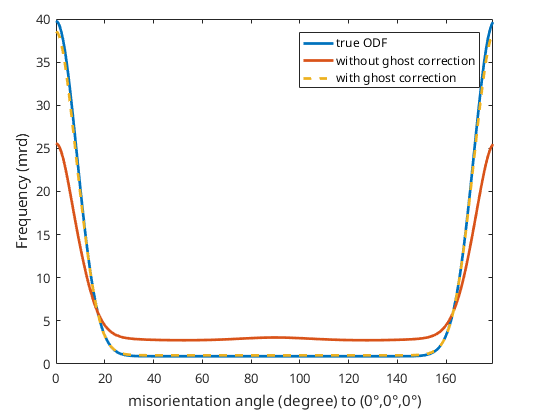 40
35
30
25
20
15
10
5
0
Frequency (mrd)
true ODF
without ghost correction
with ghost correction
0 20 40 60 80 100 120 140 160
misorientation angle (degree) to (0°,0°,0°)